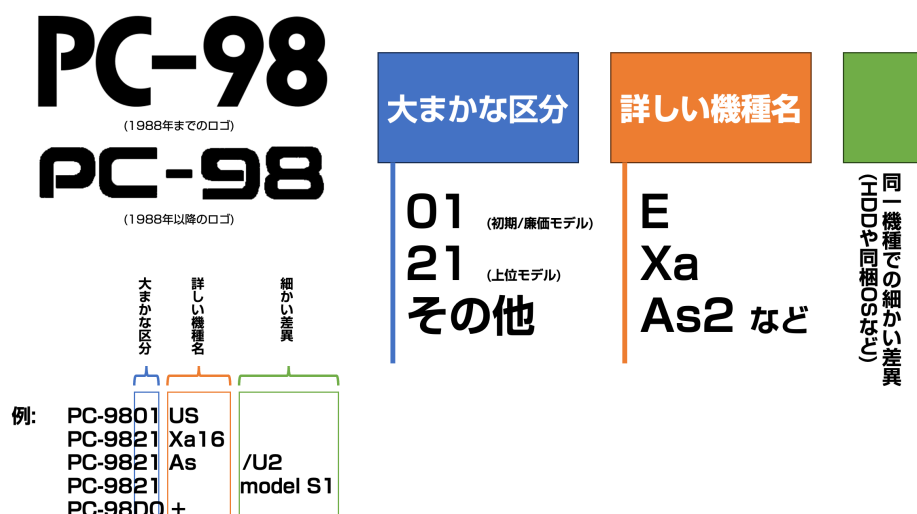 PC-98
(1988年までのロゴ)
PC-98
(1988年以降のロゴ)
大まかな区分
詳しい機種名
01 (初期/廉価モデル)
21 (上位モデル)
その他
E
Xa
As2 など
同一機種での細かい差異
(HDDや同梱OSなど)
大まかな区分
詳しい機種名
細かい差異
例:
PC-9801 US
PC-9821 Xa16
PC-9821 As /U2
PC-9821 model S1
PC-98DO +